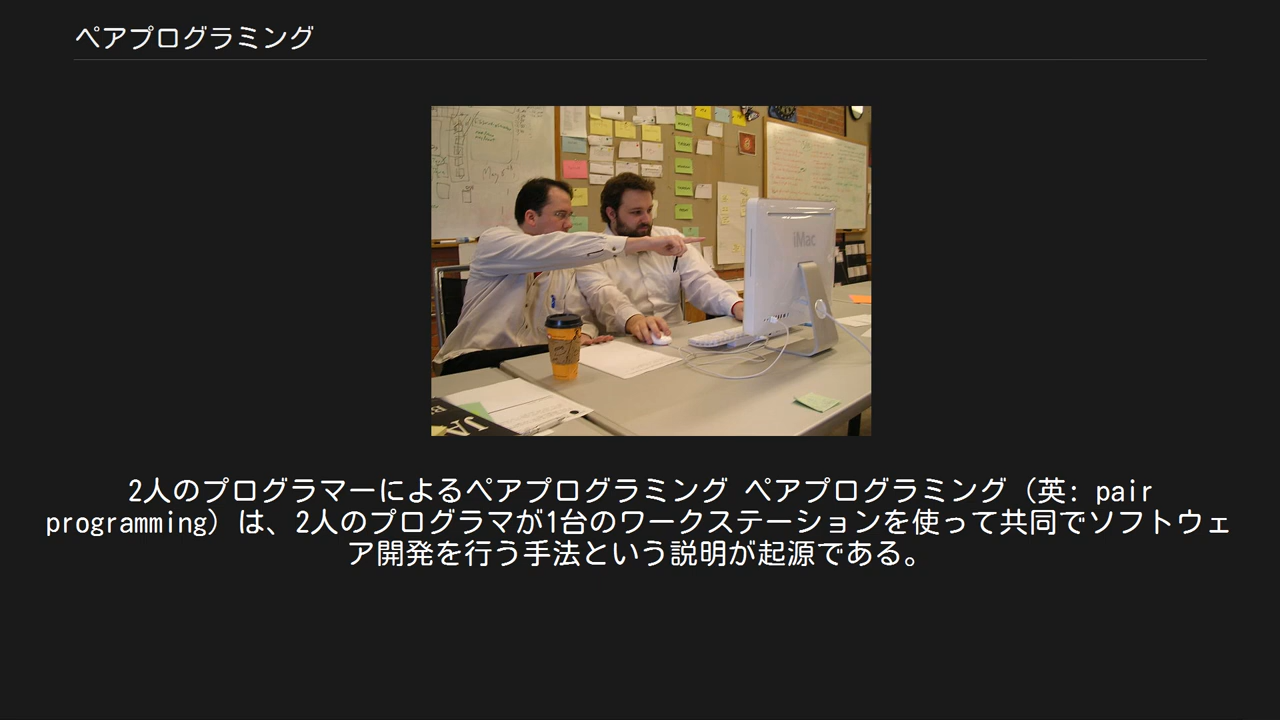 ペアプログラミング
iMac
2人のプログラマーによるペアプログラミング ペアプログラミング（英: pair
programming）は、2人のプログラマが1台のワークステーションを使って共同でソフトウェ
ア開発を行う手法という説明が起源である。